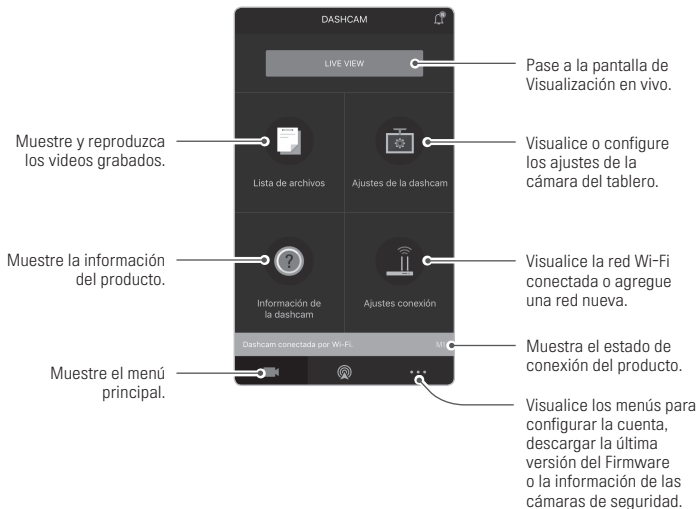 DASHCAM
LIVE VIEW
Pase a la pantalla de
Visualización en vivo.
Muestre y reproduzca
los videos grabados.
Lista de archivos
Ajustes de la dashcam
Visualice o configure
los ajustes de la
cámara del tablero.
Muestre la información
del producto.
Información de
la dashcam
Ajustes conexión
Visualice la red Wi-Fi
conectada o agregue
una red nueva.
Dashcam conectada por Wi-Fi.
Muestra el estado de
conexión del producto.
Muestre el menú
principal.
Visualice los menús para
configurar la cuenta,
descargar la última
versión del Firmware
o la información de las
cámaras de seguridad.